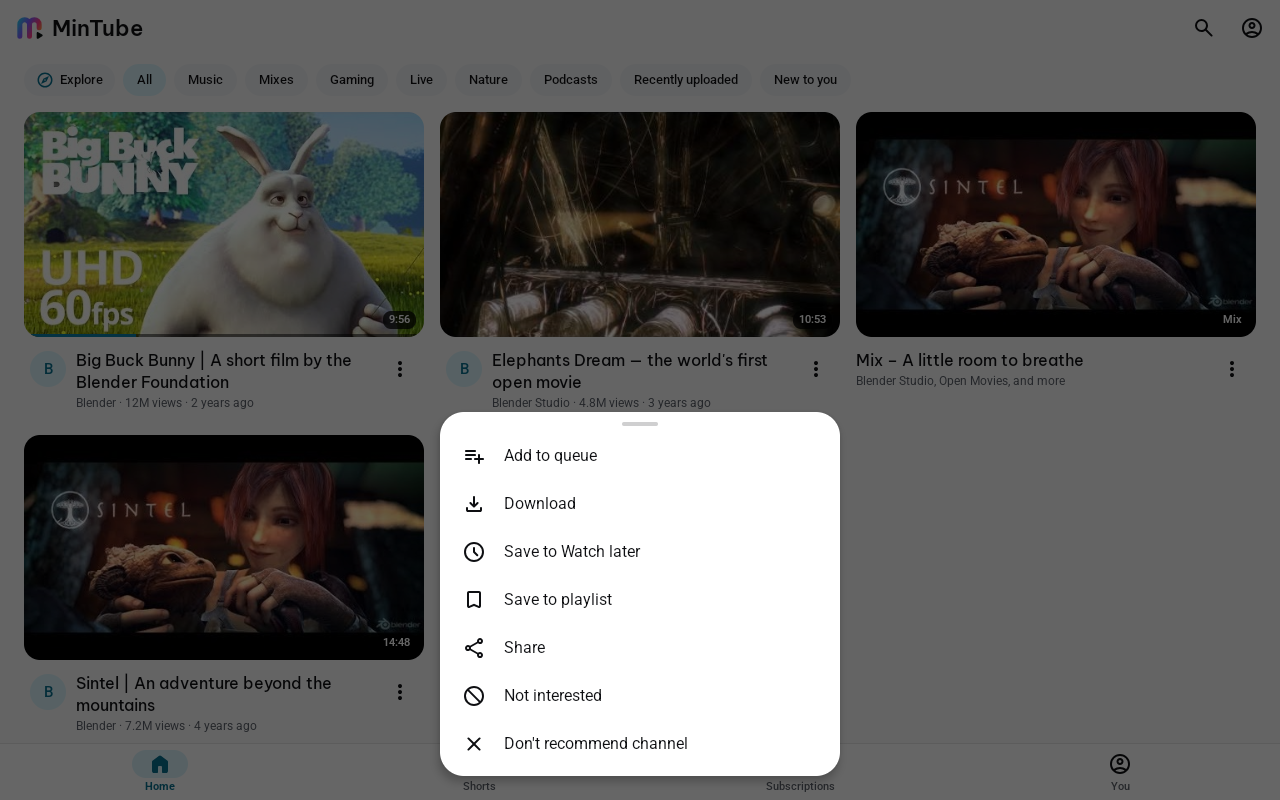 MinTube
Explore
All
Music
Mixes
Gaming
Live
Nature
Podcasts
Recently uploaded
New to you
Big Buck
BUNNY
UHD
60fps
9:56
10:53
SINTEL
blender
Mix
B
Big Buck Bunny | A short film by the
Blender Foundation
Blender · 12M views · 2 years ago
B
Elephants Dream — the world's first
open movie
Blender Studio · 4.8M views · 3 years ago
Mix – A little room to breathe
Blender Studio, Open Movies, and more
SINTEL
blender
14:48
B
Sintel | An adventure beyond the
mountains
Blender · 7.2M views · 4 years ago
Add to queue
Download
Save to Watch later
Save to playlist
Share
Not interested
Don't recommend channel
Home
Shorts
Subscriptions
You